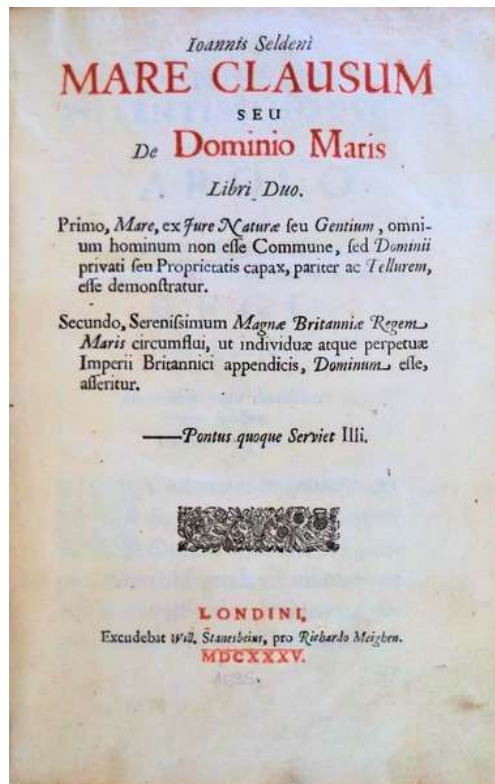 Ioannis Seldeni
MARE CLAUSUM
SEU
De Dominio Maris
Libri Duo.
Primo, Mare, ex Jure Naturæ ſeu Gentium, omni-
um hominum non eſſe Commune, ſed Dominii
privati ſeu Proprietatis capax, pariter ac Tellurem,
eſſe demonſtratur.
Secundo, Sereniſsimum Magnæ Britanniæ Regem
Maris circumflui, ut individuæ atque perpetuæ
Imperii Britannici appendicis, Dominum eſſe,
aſſeritur.
——Pontus quoque Serviet Illi.
LONDINI,
Excudebat Will. Stanesbeius, pro Richardo Meighen.
MDCXXXV.